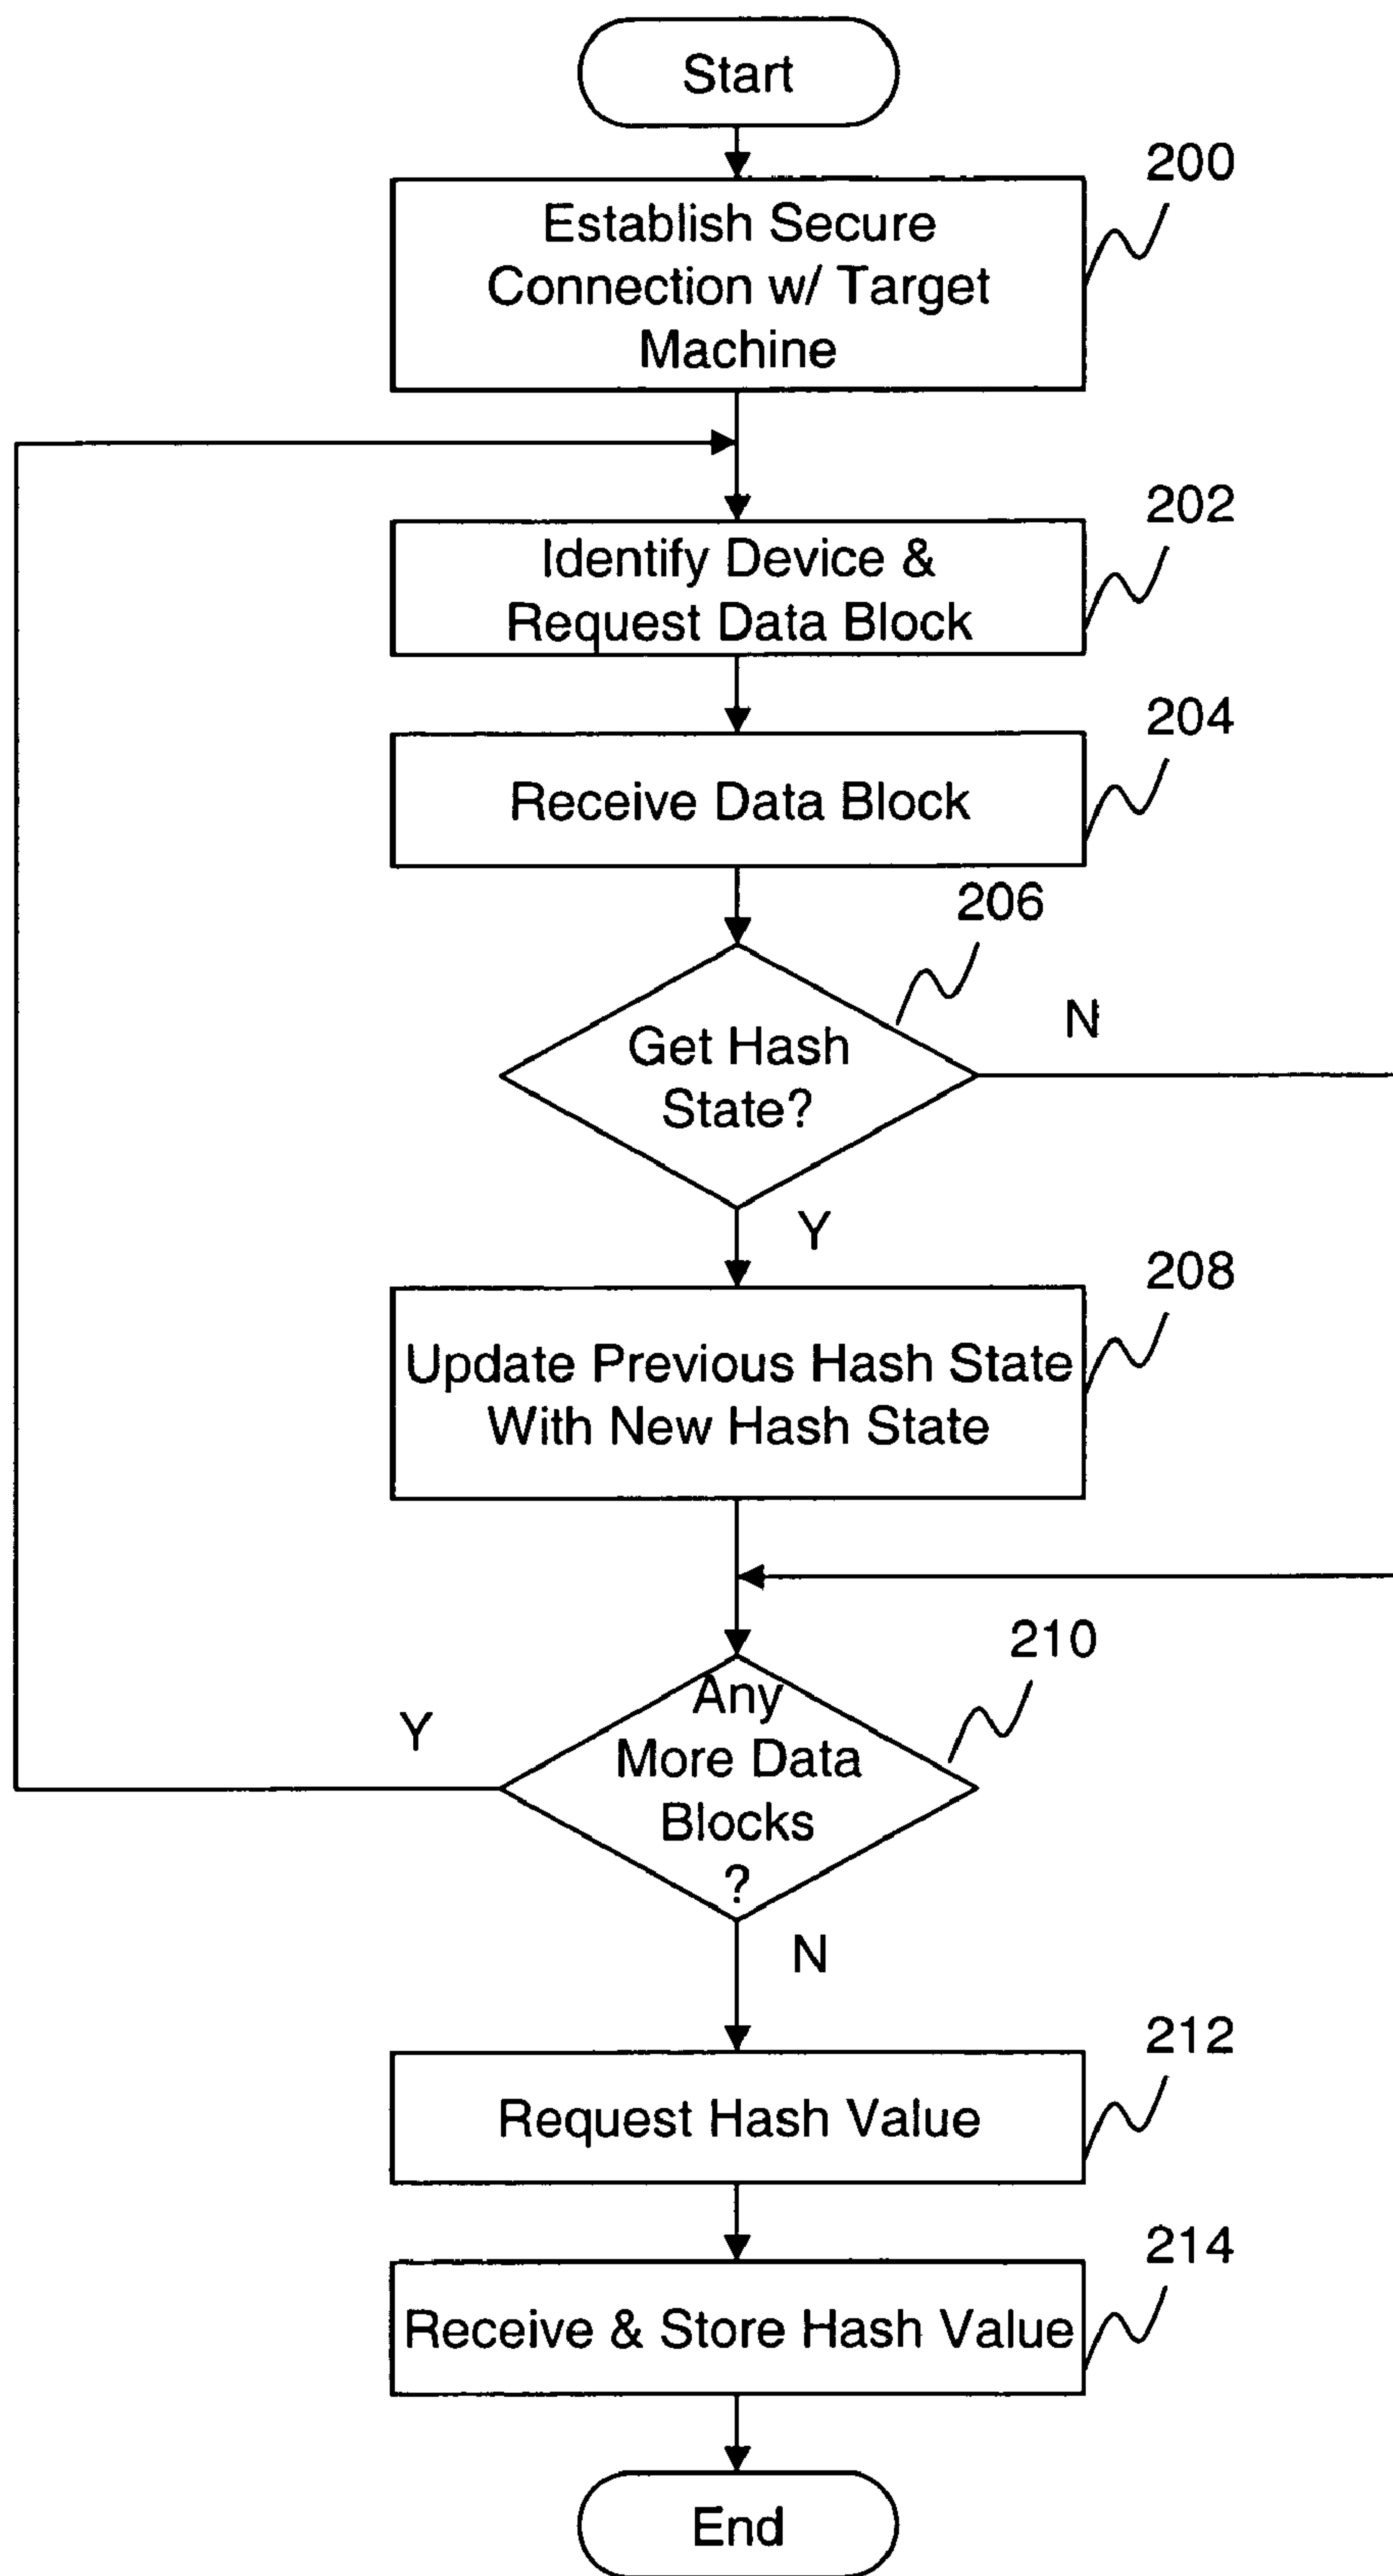 Start
200
Establish Secure
Connection w/ Target
Machine
202
Identify Device &
Request Data Block
204
Receive Data Block
206
N
Get Hash
State?
Y
208
Update Previous Hash State
With New Hash State
210
Any
More Data
Blocks
?
Y
N
212
Request Hash Value
214
Receive & Store Hash Value
End